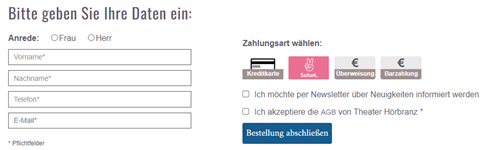 Bitte geben Sie Ihre Daten ein:
Anrede: Frau Herr
Vorname*
Nachname*
Telefon*
E-Mail*
* Pflichtfelder
Zahlungsart wählen:
Kreditkarte Sofort. € Überweisung € Barzahlung
Ich möchte per Newsletter über Neuigkeiten informiert werden
Ich akzeptiere die AGB von Theater Hörbranz *
Bestellung abschließen